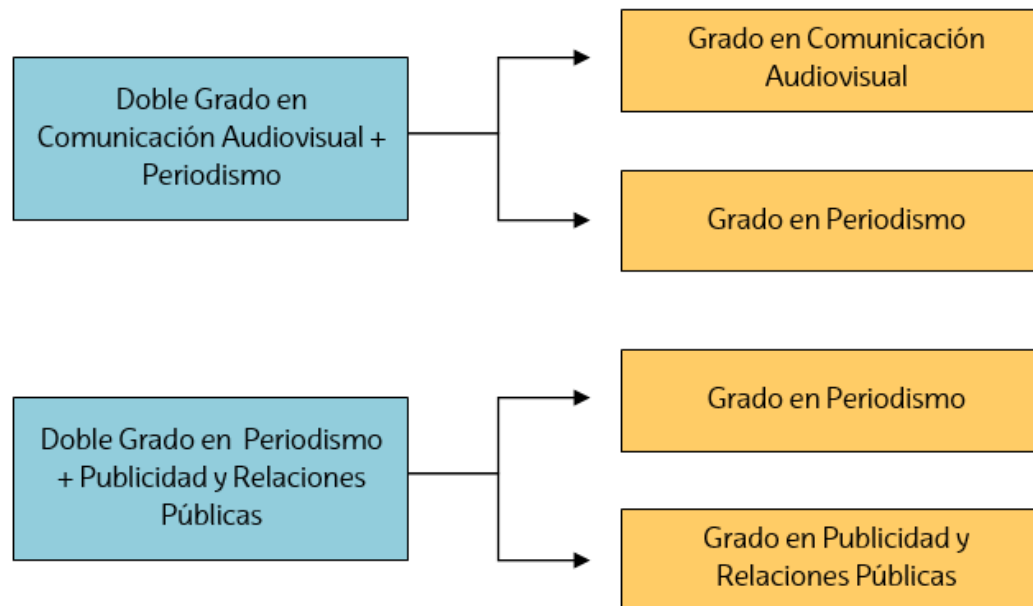 Doble Grado en
Comunicación Audiovisual +
Periodismo
Grado en Comunicación
Audiovisual
Grado en Periodismo
Doble Grado en  Periodismo
+ Publicidad y Relaciones
Públicas
Grado en Periodismo
Grado en Publicidad y
Relaciones Públicas